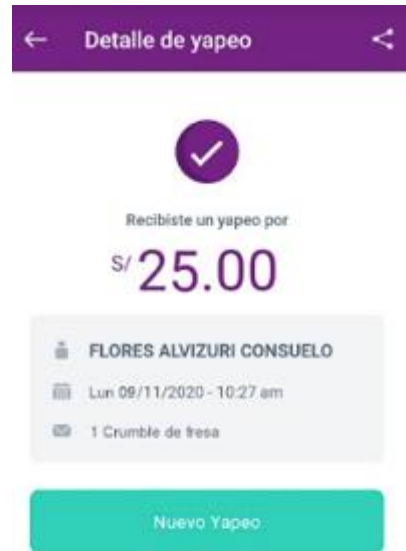 Detalle de yapeo
Recibiste un yapeo por
S/ 25.00
FLORES ALVIZURI CONSUELO
Lun 09/11/2020 - 10:27 am
1 Crumble de fresa
Nuevo Yapeo